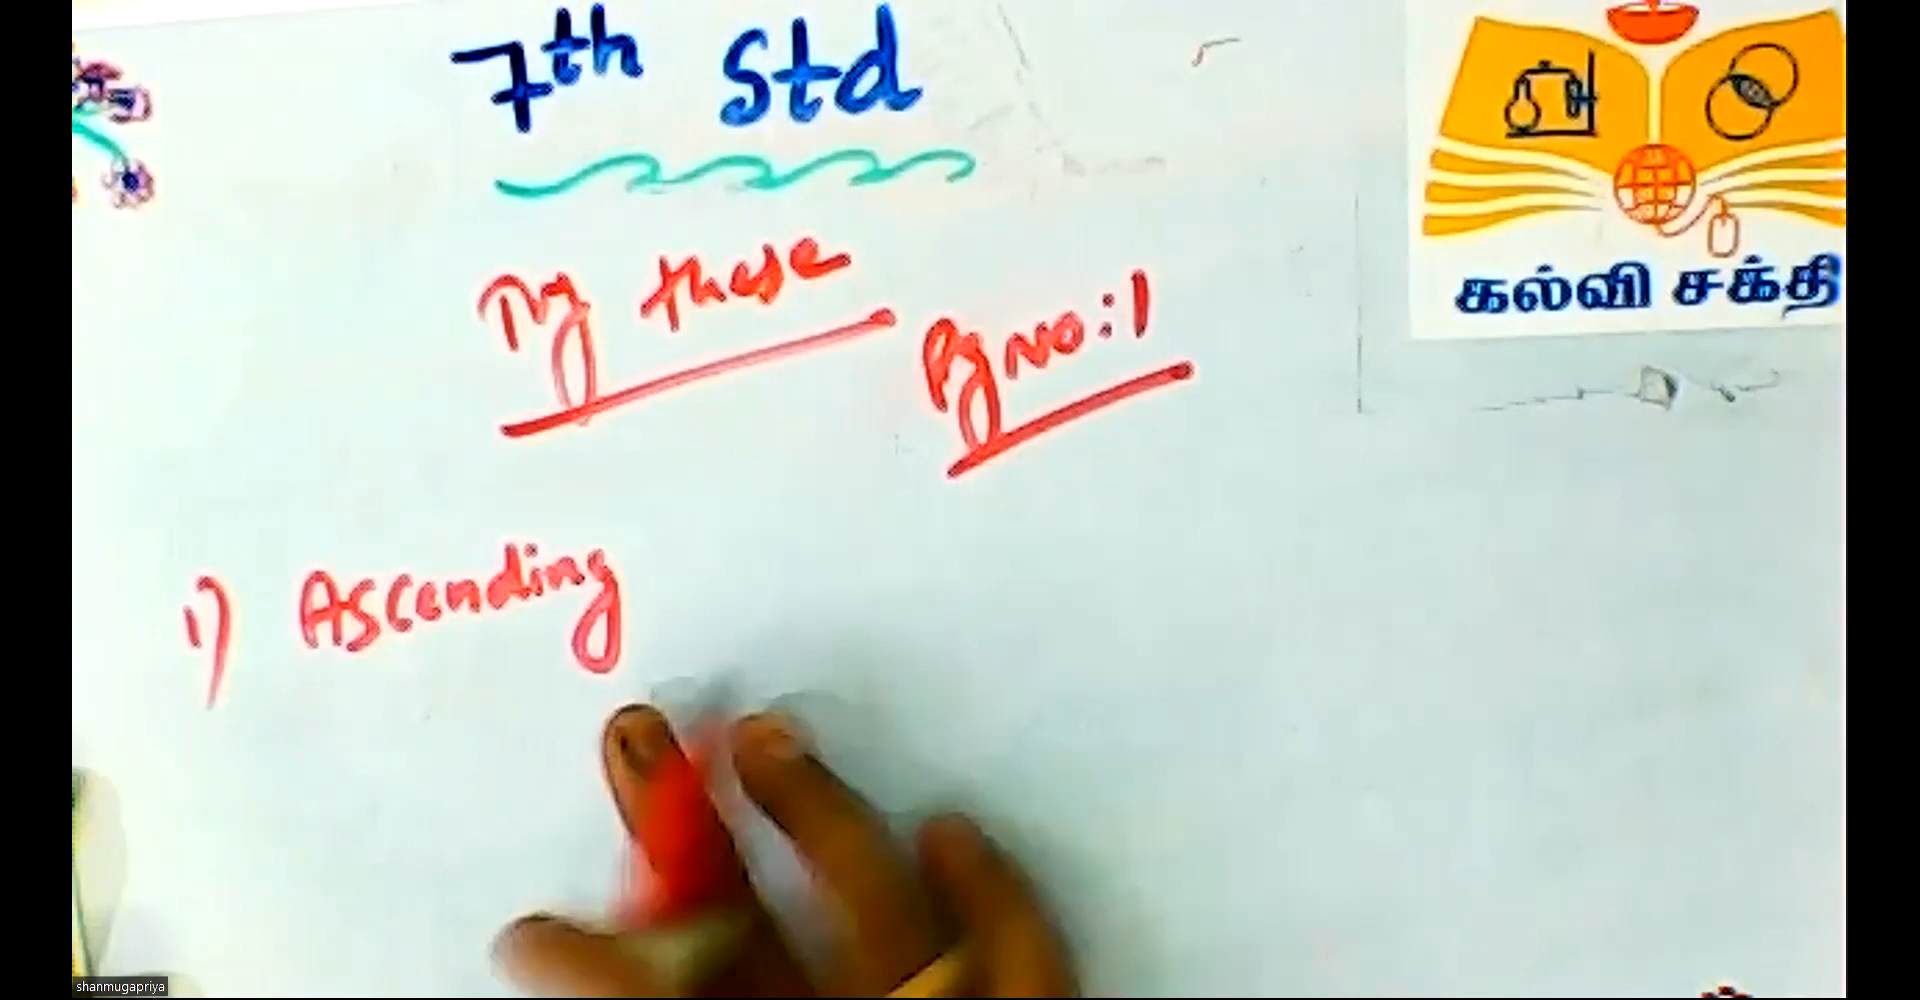 7th Std
Try these
Pg No:1
கல்வி சக்தி
1) Ascending
shanmugapriya